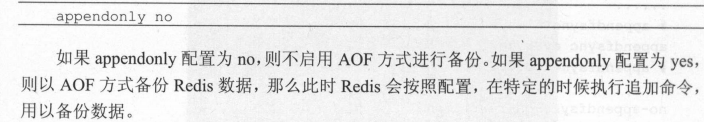 appendonly no
如果 appendonly 配置为 no,则不启用 AOF 方式进行备份。如果 appendonly 配置为 yes,
则以 AOF 方式备份 Redis 数据，那么此时 Redis 会按照配置，在特定的时候执行追加命令，
用以备份数据。